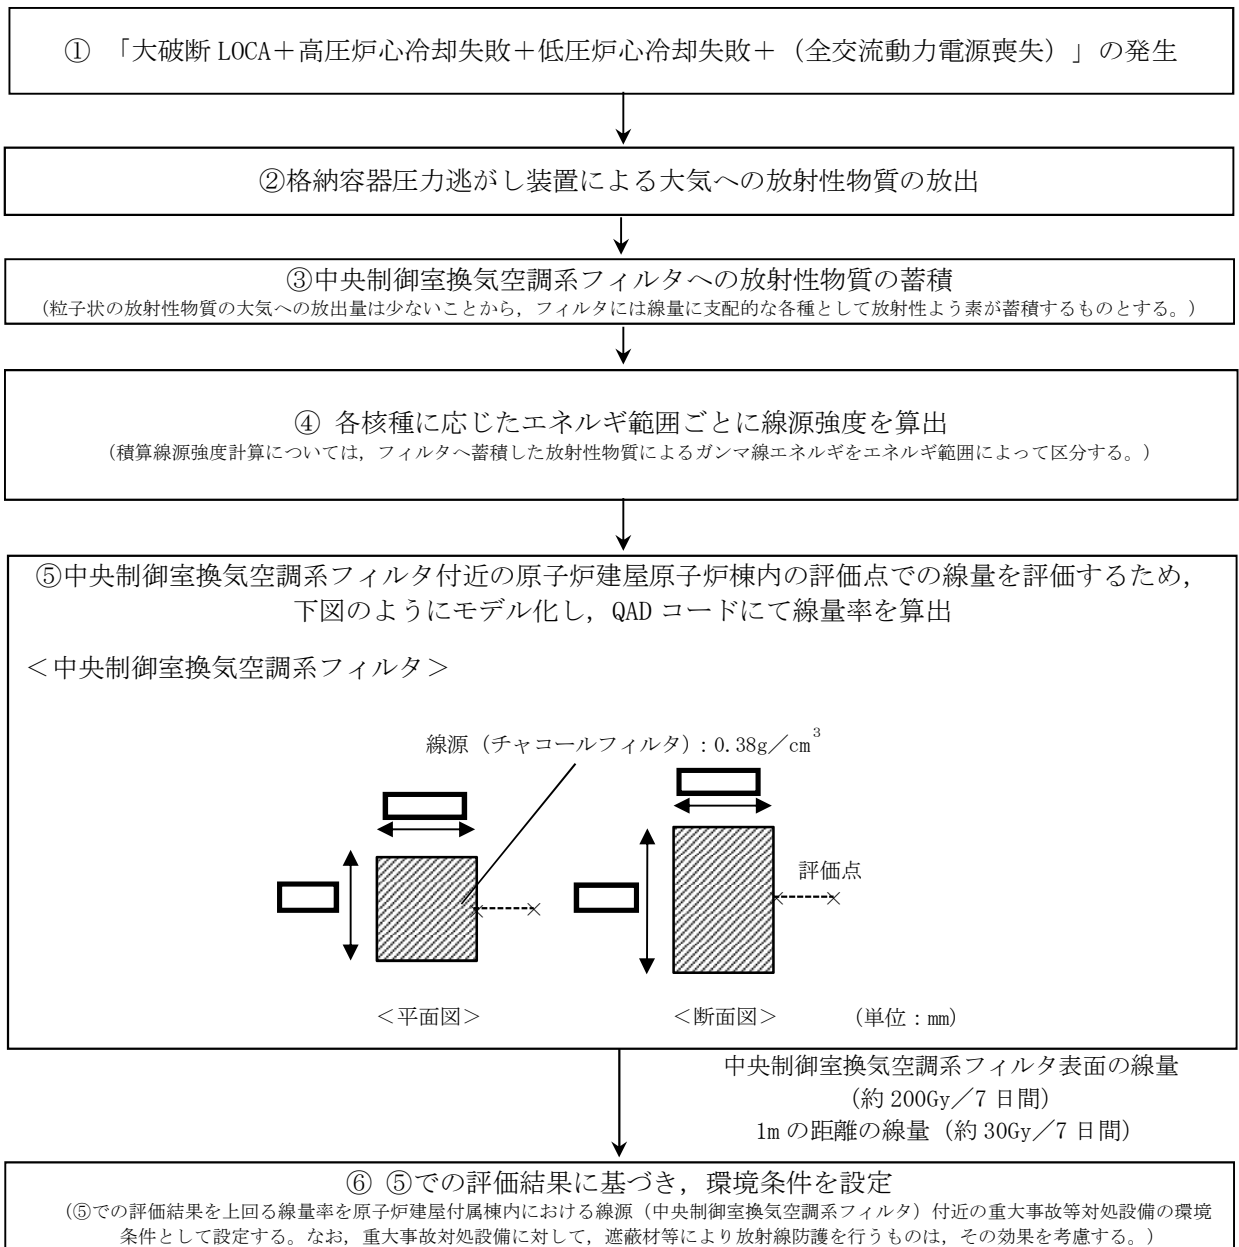 ① 「大破断 LOCA＋高圧炉心冷却失敗＋低圧炉心冷却失敗＋（全交流動力電源喪失）」の発生
②格納容器圧力逃がし装置による大気への放射性物質の放出
③中央制御室換気空調系フィルタへの放射性物質の蓄積
（粒子状の放射性物質の大気への放出量は少ないことから，フィルタには線量に支配的な各種として放射性よう素が蓄積するものとする。）
④ 各核種に応じたエネルギ範囲ごとに線源強度を算出
（積算線源強度計算については，フィルタへ蓄積した放射性物質によるガンマ線エネルギをエネルギ範囲によって区分する。）
⑤中央制御室換気空調系フィルタ付近の原子炉建屋原子炉棟内の評価点での線量を評価するため，
下図のようにモデル化し，QAD コードにて線量率を算出
＜中央制御室換気空調系フィルタ＞
線源（チャコールフィルタ）：0.38g／cm³
評価点
＜平面図＞ ＜断面図＞ （単位：mm）
中央制御室換気空調系フィルタ表面の線量
（約 200Gy／7 日間）
1m の距離の線量（約 30Gy／7 日間）
⑥ ⑤での評価結果に基づき，環境条件を設定
（⑤での評価結果を上回る線量率を原子炉建屋付属棟内における線源（中央制御室換気空調系フィルタ）付近の重大事故等対処設備の環境
条件として設定する。なお，重大事故対処設備に対して，遮蔽材等により放射線防護を行うものは，その効果を考慮する。）